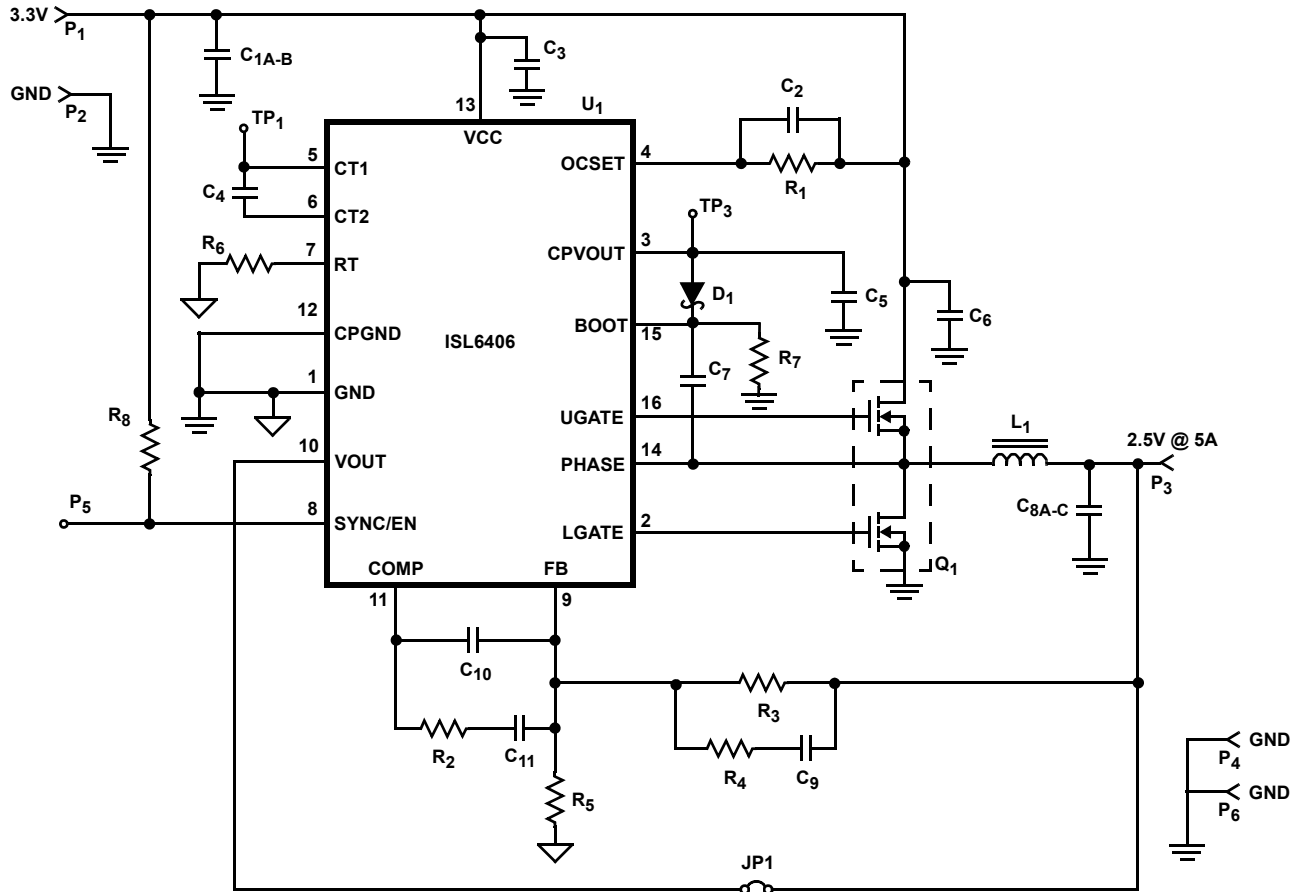 3.3V
P1
C1A-B
C3
GND
P2
13
U1
C2
TP1
VCC
5
CT1
OCSET
4
R1
C4
6
CT2
TP3
R6
7
RT
CPVOUT
3
D1
C5
12
CPGND
ISL6406
BOOT
15
C6
C7
R7
1
GND
R8
UGATE
16
L1
10
VOUT
PHASE
14
2.5V @ 5A
P3
P5
8
SYNC/EN
LGATE
2
C8A-C
COMP
FB
Q1
11
9
C10
R3
R2
C11
R4
C9
GND
P4
R5
GND
P6
JP1